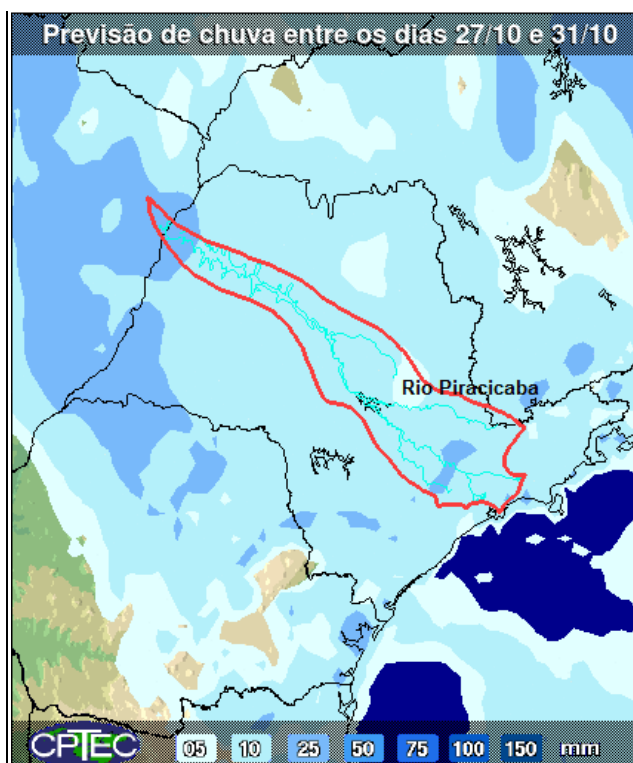 Previsão de chuva entre os dias 27/10 e 31/10
Rio Piracicaba
CPTEC 05 10 25 50 75 100 150 mm